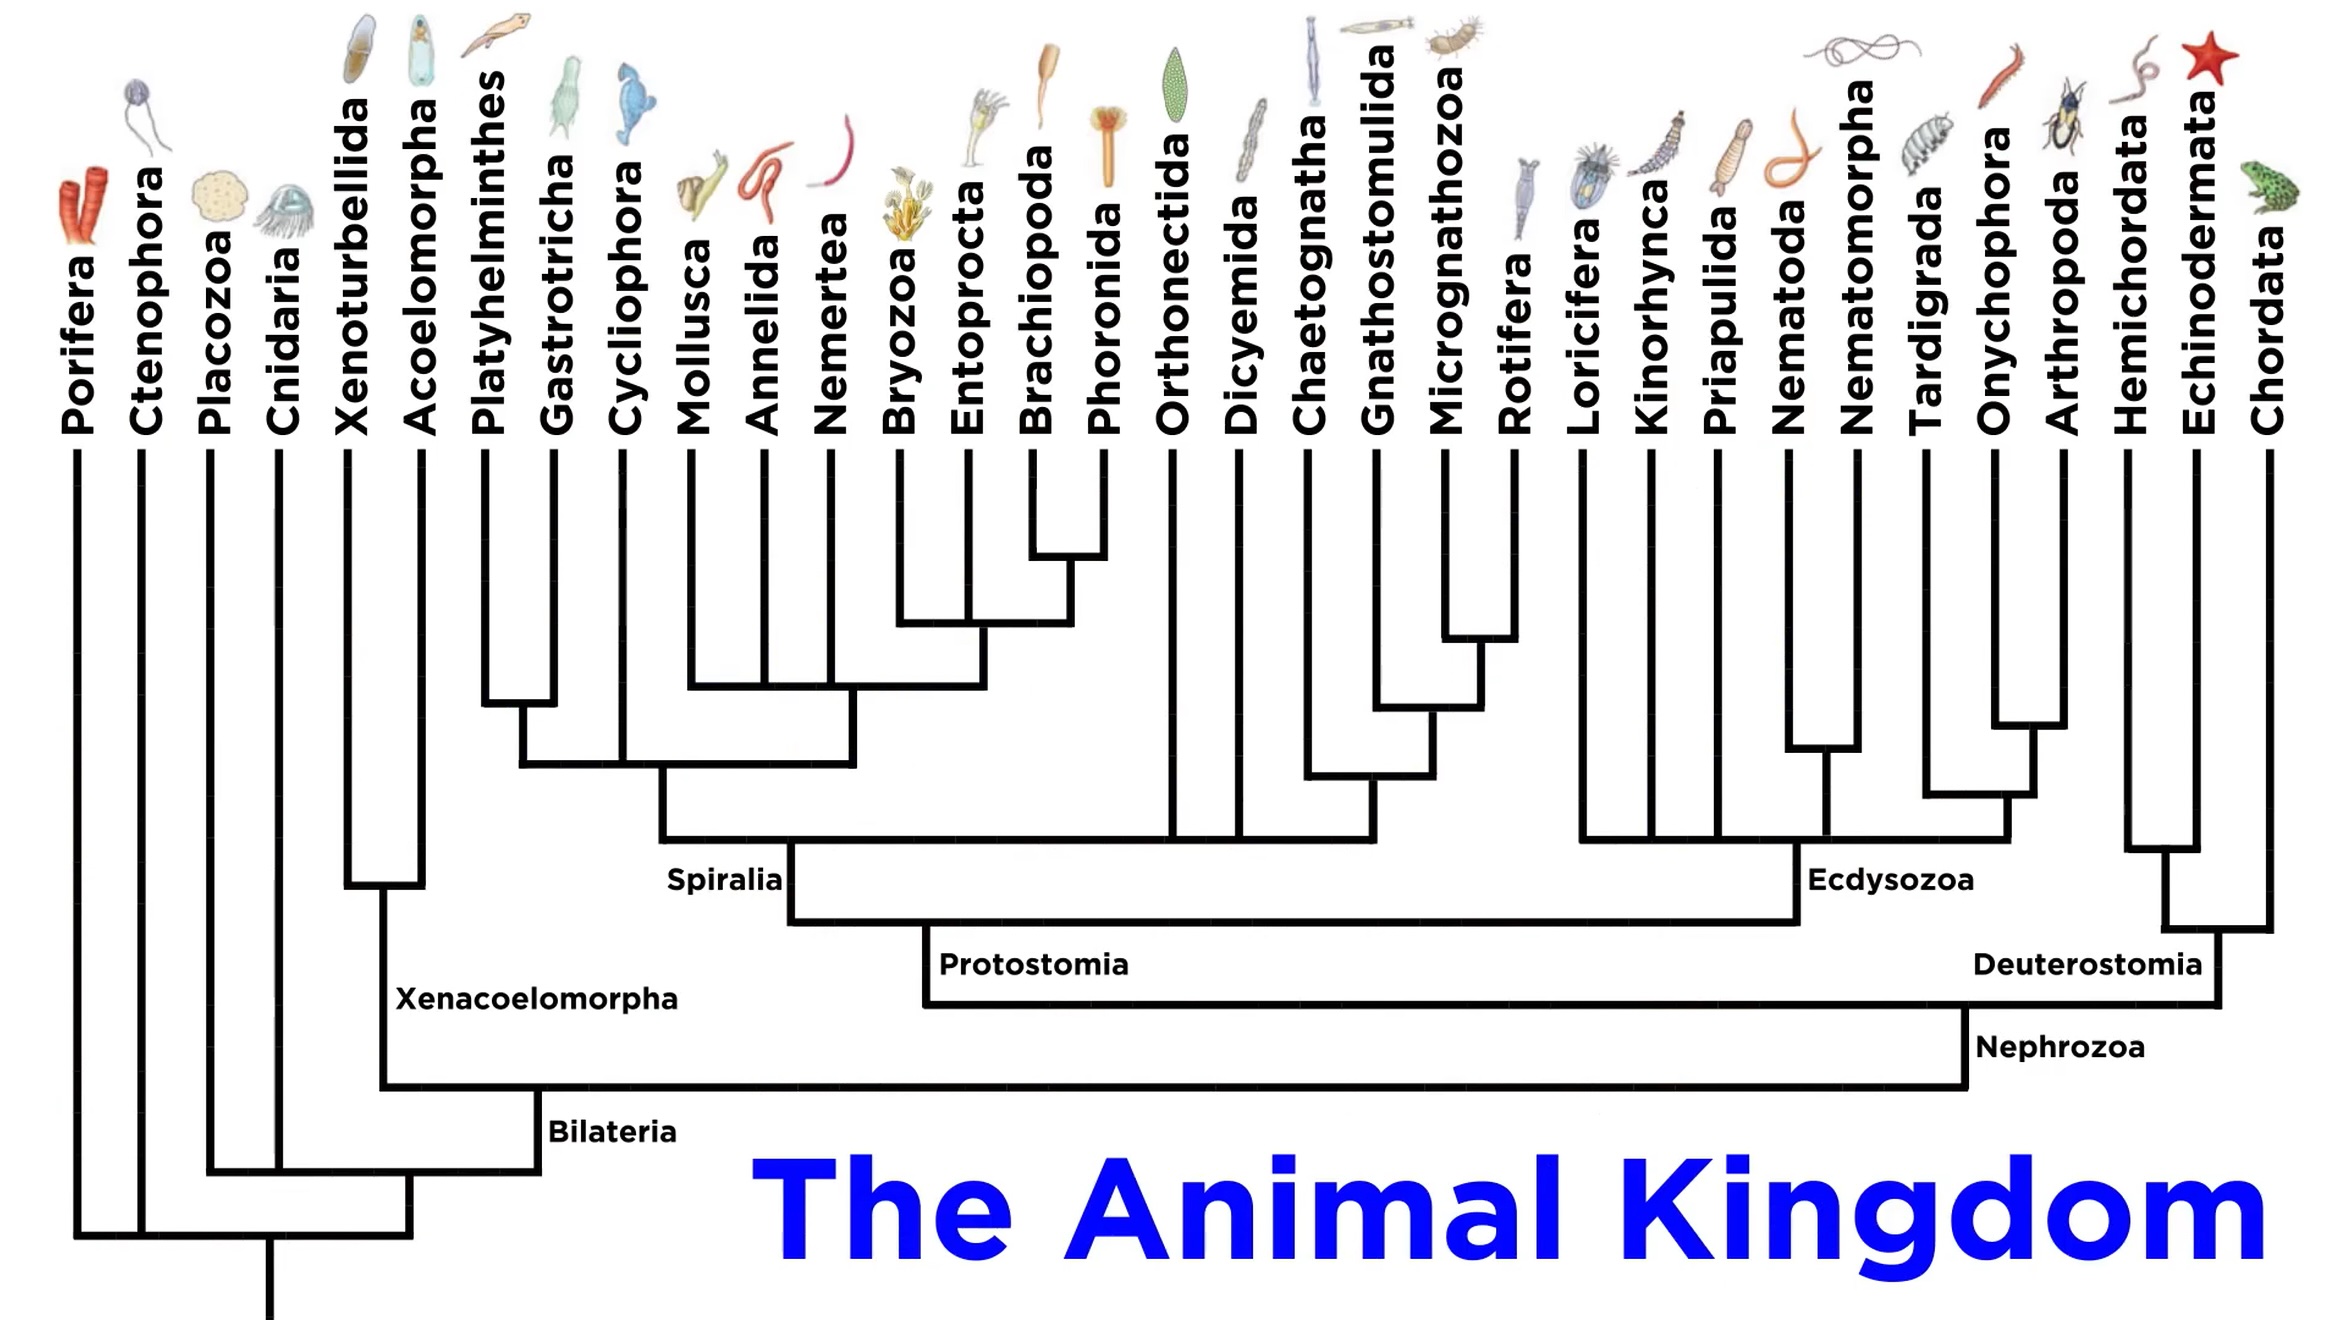 Porifera
Ctenophora
Placozoa
Cnidaria
Xenoturbellida
Acoelomorpha
Platyhelminthes
Gastrotricha
Cycliophora
Mollusca
Annelida
Nemertea
Bryozoa
Entoprocta
Brachiopoda
Phoronida
Orthonectida
Dicyemida
Chaetognatha
Gnathostomulida
Micrognathozoa
Rotifera
Loricifera
Kinorhynca
Priapulida
Nematoda
Nematomorpha
Tardigrada
Onychophora
Arthropoda
Hemichordata
Echinodermata
Chordata
Spiralia
Ecdysozoa
Protostomia
Deuterostomia
Xenacoelomorpha
Nephrozoa
Bilateria
The Animal Kingdom